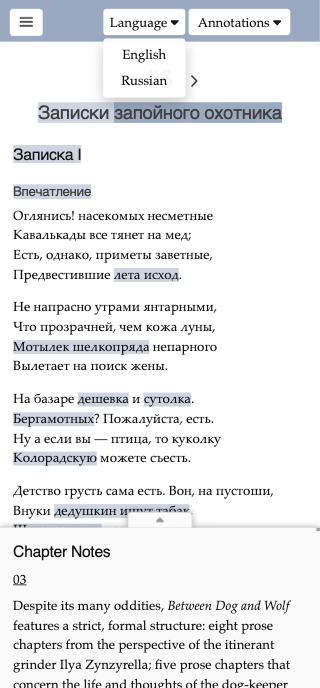 Language
Annotations
English
Russian
Записки запойного охотника
Записка I
Впечатление
Оглянись! насекомых несметные
Кавалькады все тянет на мед;
Есть, однако, приметы заветные,
Предвестившие лета исход.
Не напрасно утрами янтарными,
Что прозрачней, чем кожа луны,
Мотылек шелкопряда непарного
Вылетает на поиск жены.
На базаре дешевка и сутолка.
Бергамотных? Пожалуйста, есть.
Ну а если вы — птица, то куколку
Колорадскую можете съесть.
Детство грусть сама есть. Вон, на пустоши,
Внуки дедушкин ищут табак.
Chapter Notes
03
Despite its many oddities, Between Dog and Wolf
features a strict, formal structure: eight prose
chapters from the perspective of the itinerant
grinder Ilya Zynzyrella; five prose chapters that
concern the life and thoughts of the dog-keeper